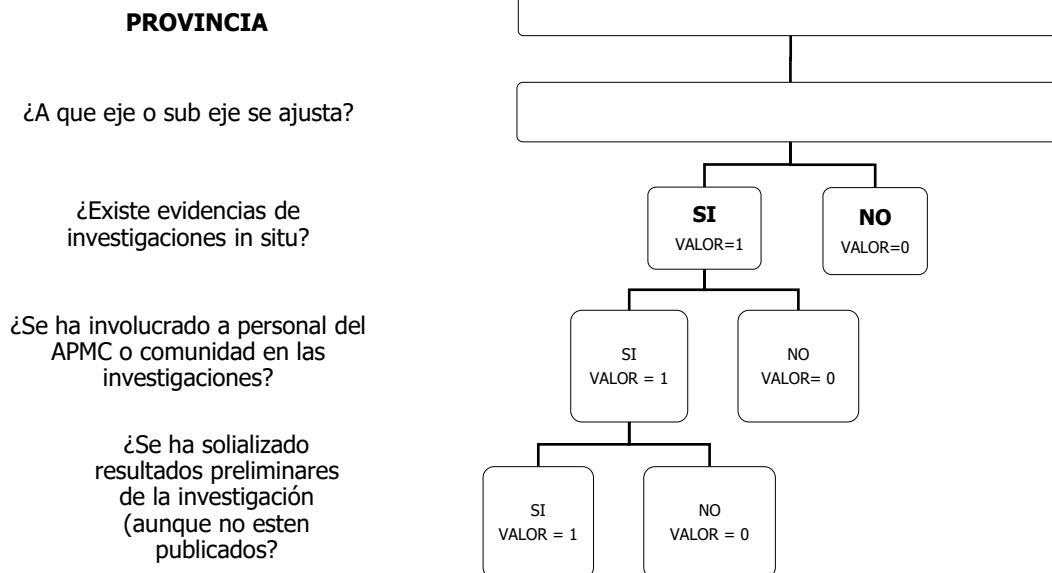 PROVINCIA
¿A que eje o sub eje se ajusta?
¿Existe evidencias de
investigaciones in situ?
SI
VALOR=1
NO
VALOR=0
¿Se ha involucrado a personal del
APMC o comunidad en las
investigaciones?
SI
VALOR = 1
NO
VALOR= 0
¿Se ha solializado
resultados preliminares
de la investigación
(aunque no esten
publicados?
SI
VALOR = 1
NO
VALOR = 0